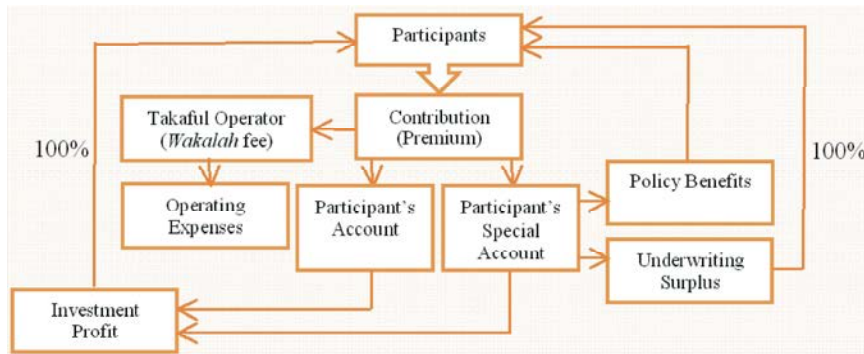 Participants
Takaful Operator
(Wakalah fee)
Contribution
(Premium)
100%
100%
Policy Benefits
Operating
Expenses
Participant's
Account
Participant's
Special
Account
Underwriting
Surplus
Investment
Profit